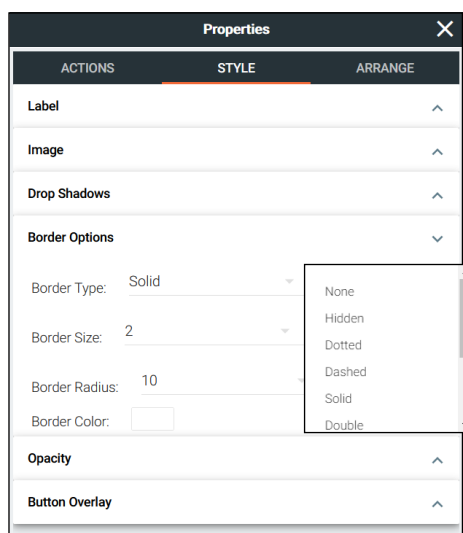 Properties
ACTIONS STYLE ARRANGE
Label
Image
Drop Shadows
Border Options
Border Type: Solid
Border Size: 2
Border Radius: 10
Border Color:
None
Hidden
Dotted
Dashed
Solid
Double
Opacity
Button Overlay